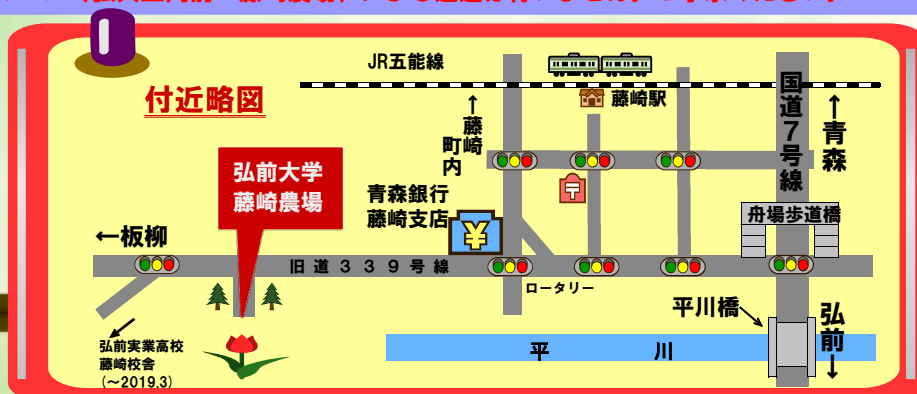 JR五能線
付近略図
藤崎駅
↑藤崎
町内
国道7号線
↑青森
弘前大学
藤崎農場
〒
青森銀行
藤崎支店
¥
舟場歩道橋
←板柳
旧道339号線
ロータリー
平川橋
弘前↓
弘前実業高校
藤崎校舎
(～2019.3)
平川